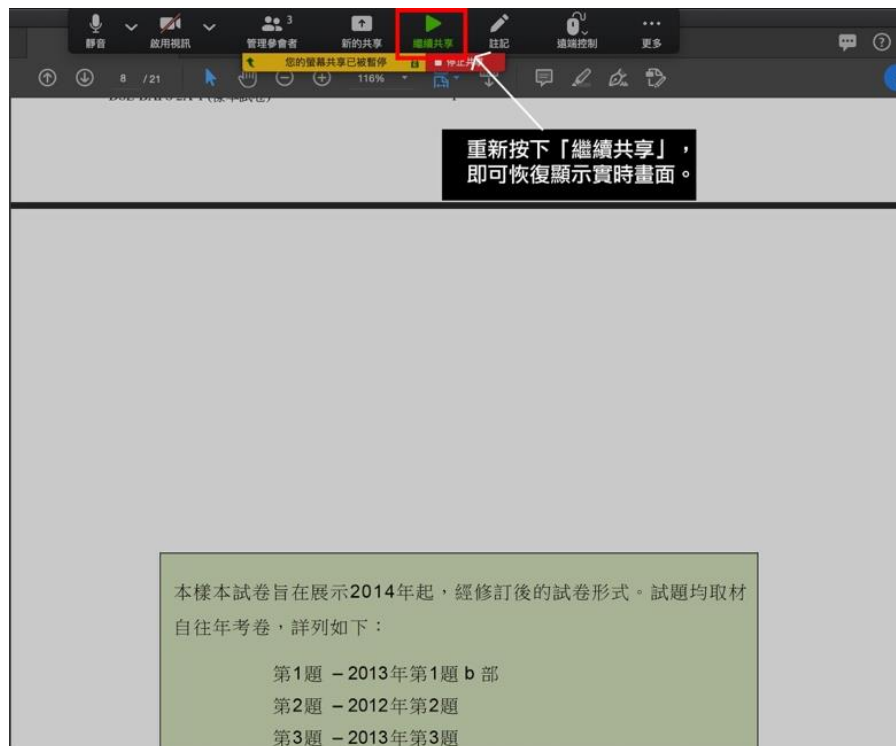 3
靜音 啟用視訊 管理參會者 新的共享 繼續共享 註記 遠端控制 更多
您的螢幕共享已被暫停 停止共享
8 /21 116%
重新按下「繼續共享」，
即可恢復顯示實時畫面。
本樣本試卷旨在展示2014年起，經修訂後的試卷形式。試題均取材
自往年考卷，詳列如下：
第1題 – 2013年第1題 b 部
第2題 – 2012年第2題
第3題 – 2013年第3題